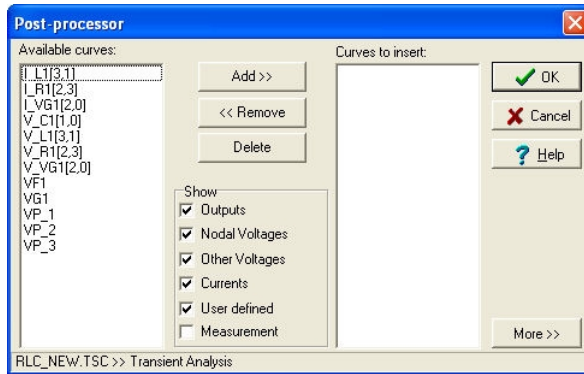 Post-processor
Available curves:
I_L1[3,1]
I_R1[2,3]
I_VG1[2,0]
V_C1[1,0]
V_L1[3,1]
V_R1[2,3]
V_VG1[2,0]
VF1
VG1
VP_1
VP_2
VP_3
Add >>
<< Remove
Delete
Show
Outputs
Nodal Voltages
Other Voltages
Currents
User defined
Measurement
Curves to insert:
OK
Cancel
Help
More >>
RLC_NEW.TSC >> Transient Analysis